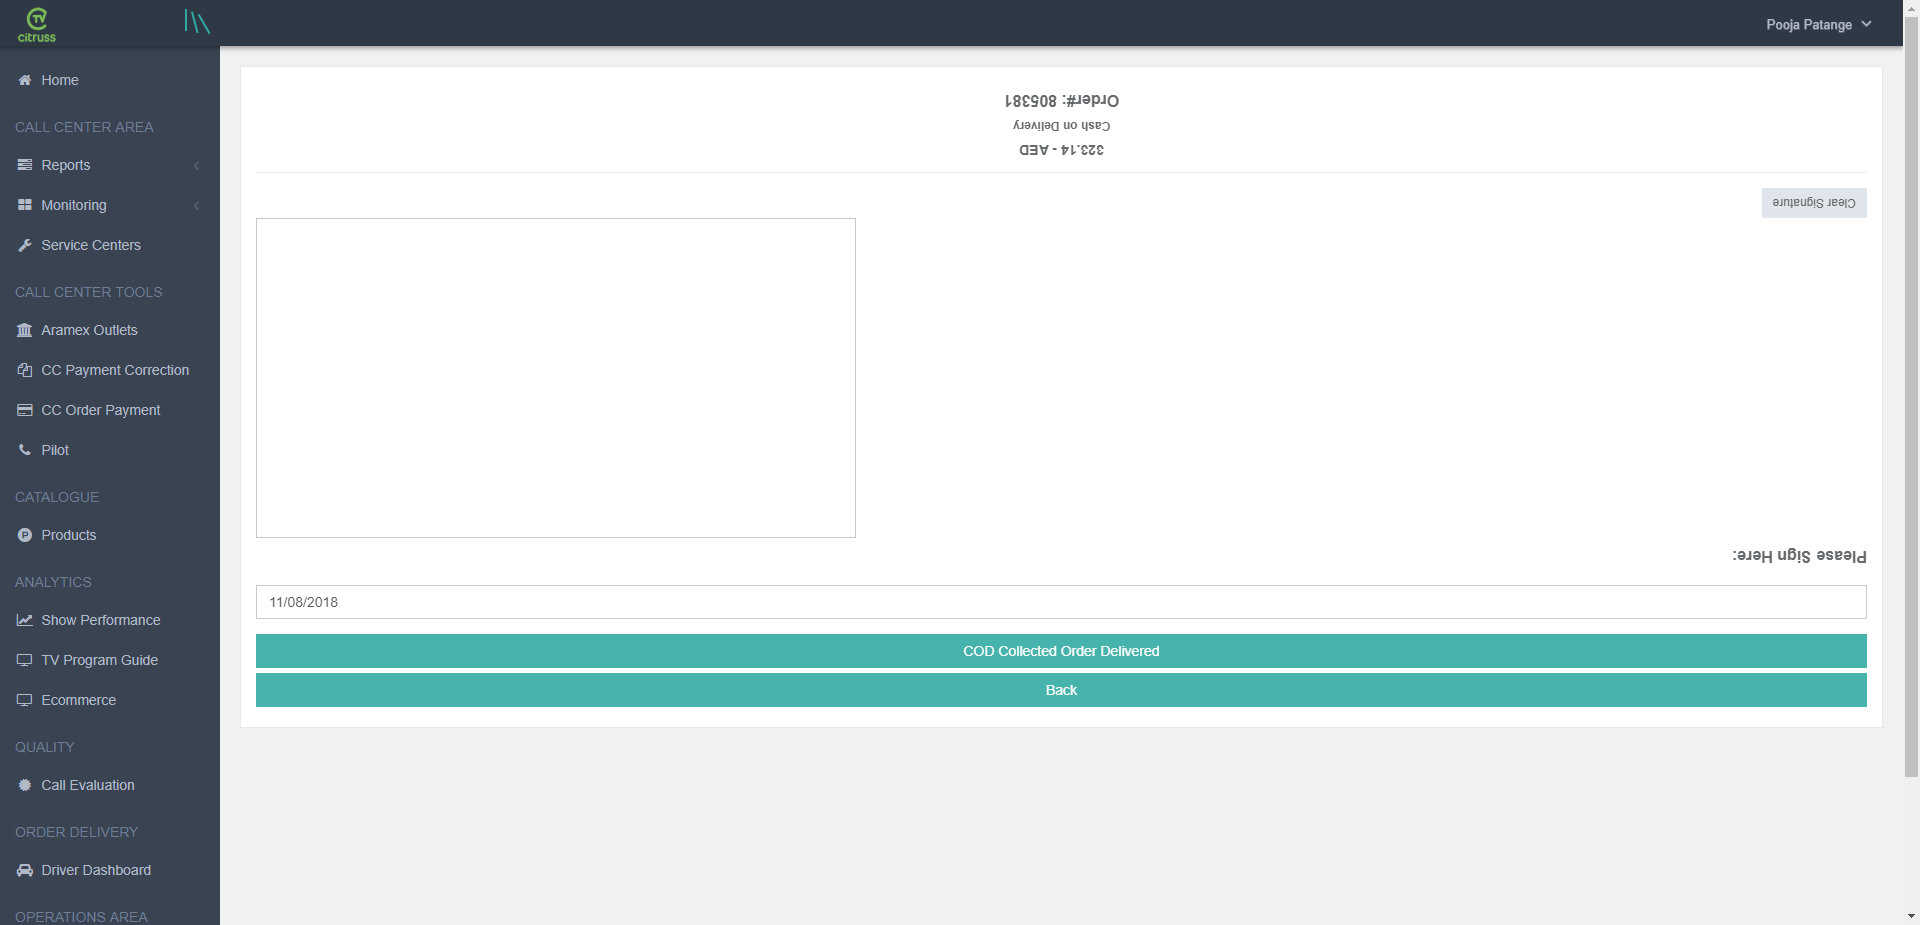 TV
citruss
Pooja Patange
Home
CALL CENTER AREA
Reports
Monitoring
Service Centers
CALL CENTER TOOLS
Aramex Outlets
CC Payment Correction
CC Order Payment
Pilot
CATALOGUE
P Products
ANALYTICS
Show Performance
TV Program Guide
Ecommerce
QUALITY
Call Evaluation
ORDER DELIVERY
Driver Dashboard
OPERATIONS AREA
Order#: 805381
Cash on Delivery
323.14 - AED
Clear Signature
Please Sign Here:
11/08/2018
COD Collected Order Delivered
Back